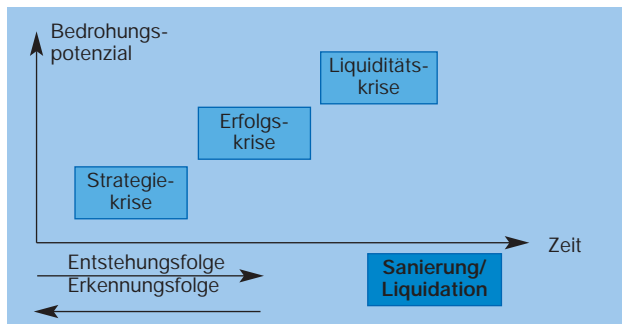 Bedrohungs-
potenzial
Liquiditäts-
krise
Erfolgs-
krise
Strategie-
krise
Zeit
Entstehungsfolge
Erkennungsfolge
Sanierung/
Liquidation